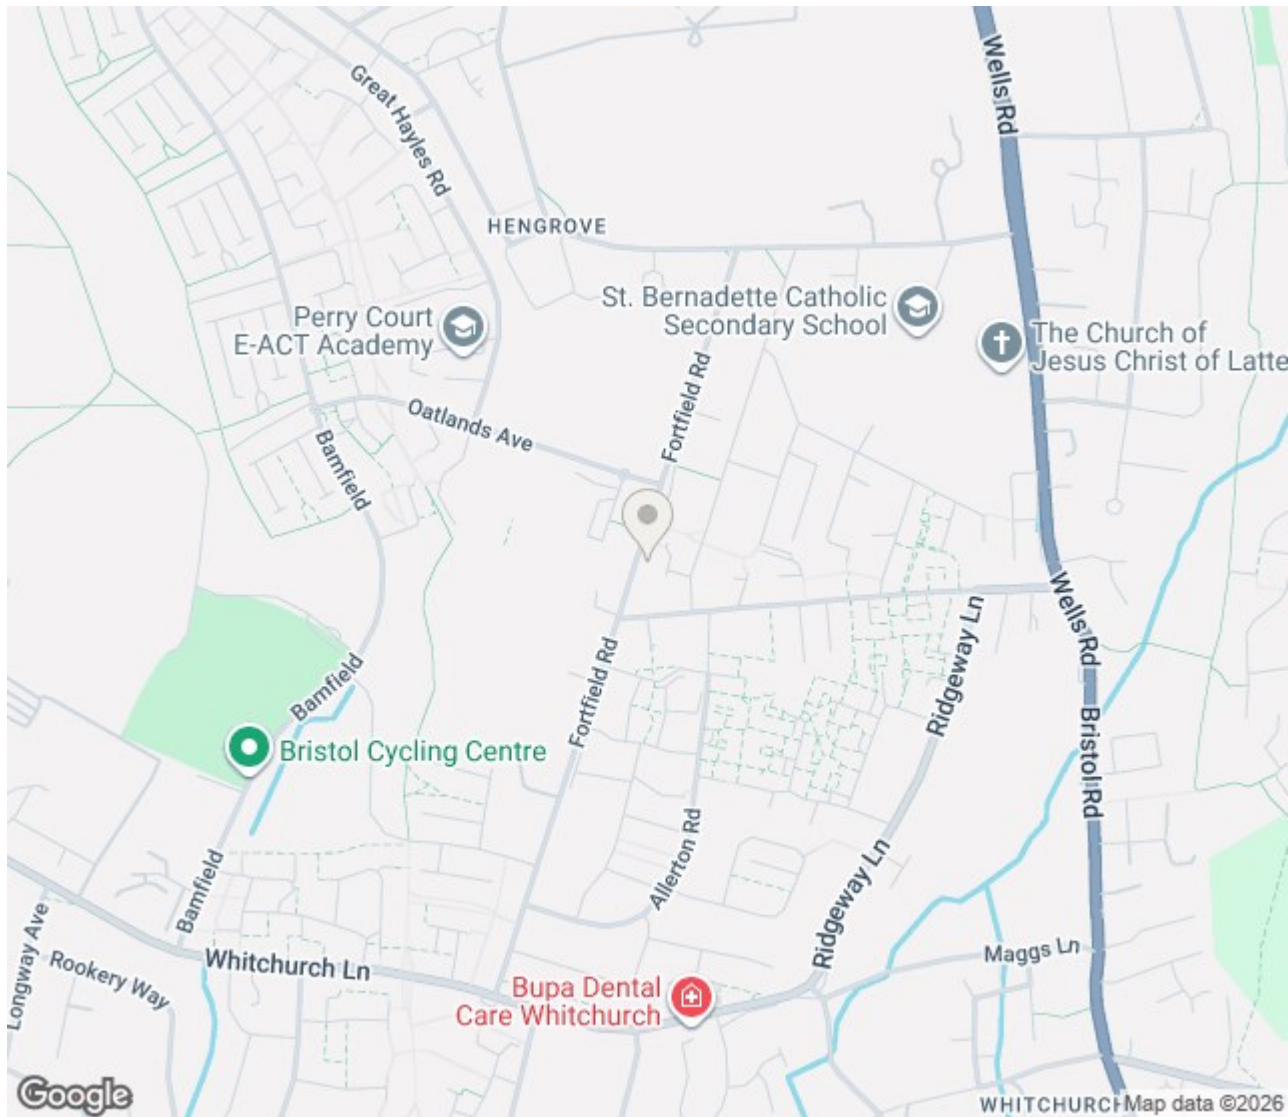 Wells Rd
Great Hayles Rd
HENGROVE
St. Bernadette Catholic
Secondary School
Perry Court
E-ACT Academy
The Church of
Jesus Christ of Latte
Fortfield Rd
Oatlands Ave
Bamfield
Wells Rd
Ridgeway Ln
Bamfield
Fortfield Rd
Bristol Rd
Bristol Cycling Centre
Allerton Rd
Ridgeway Ln
Bamfield
Longway Ave
Rookery Way
Whitchurch Ln
Maggs Ln
Bupa Dental
Care Whitchurch
Google
WHITCHURCH
Map data ©2026